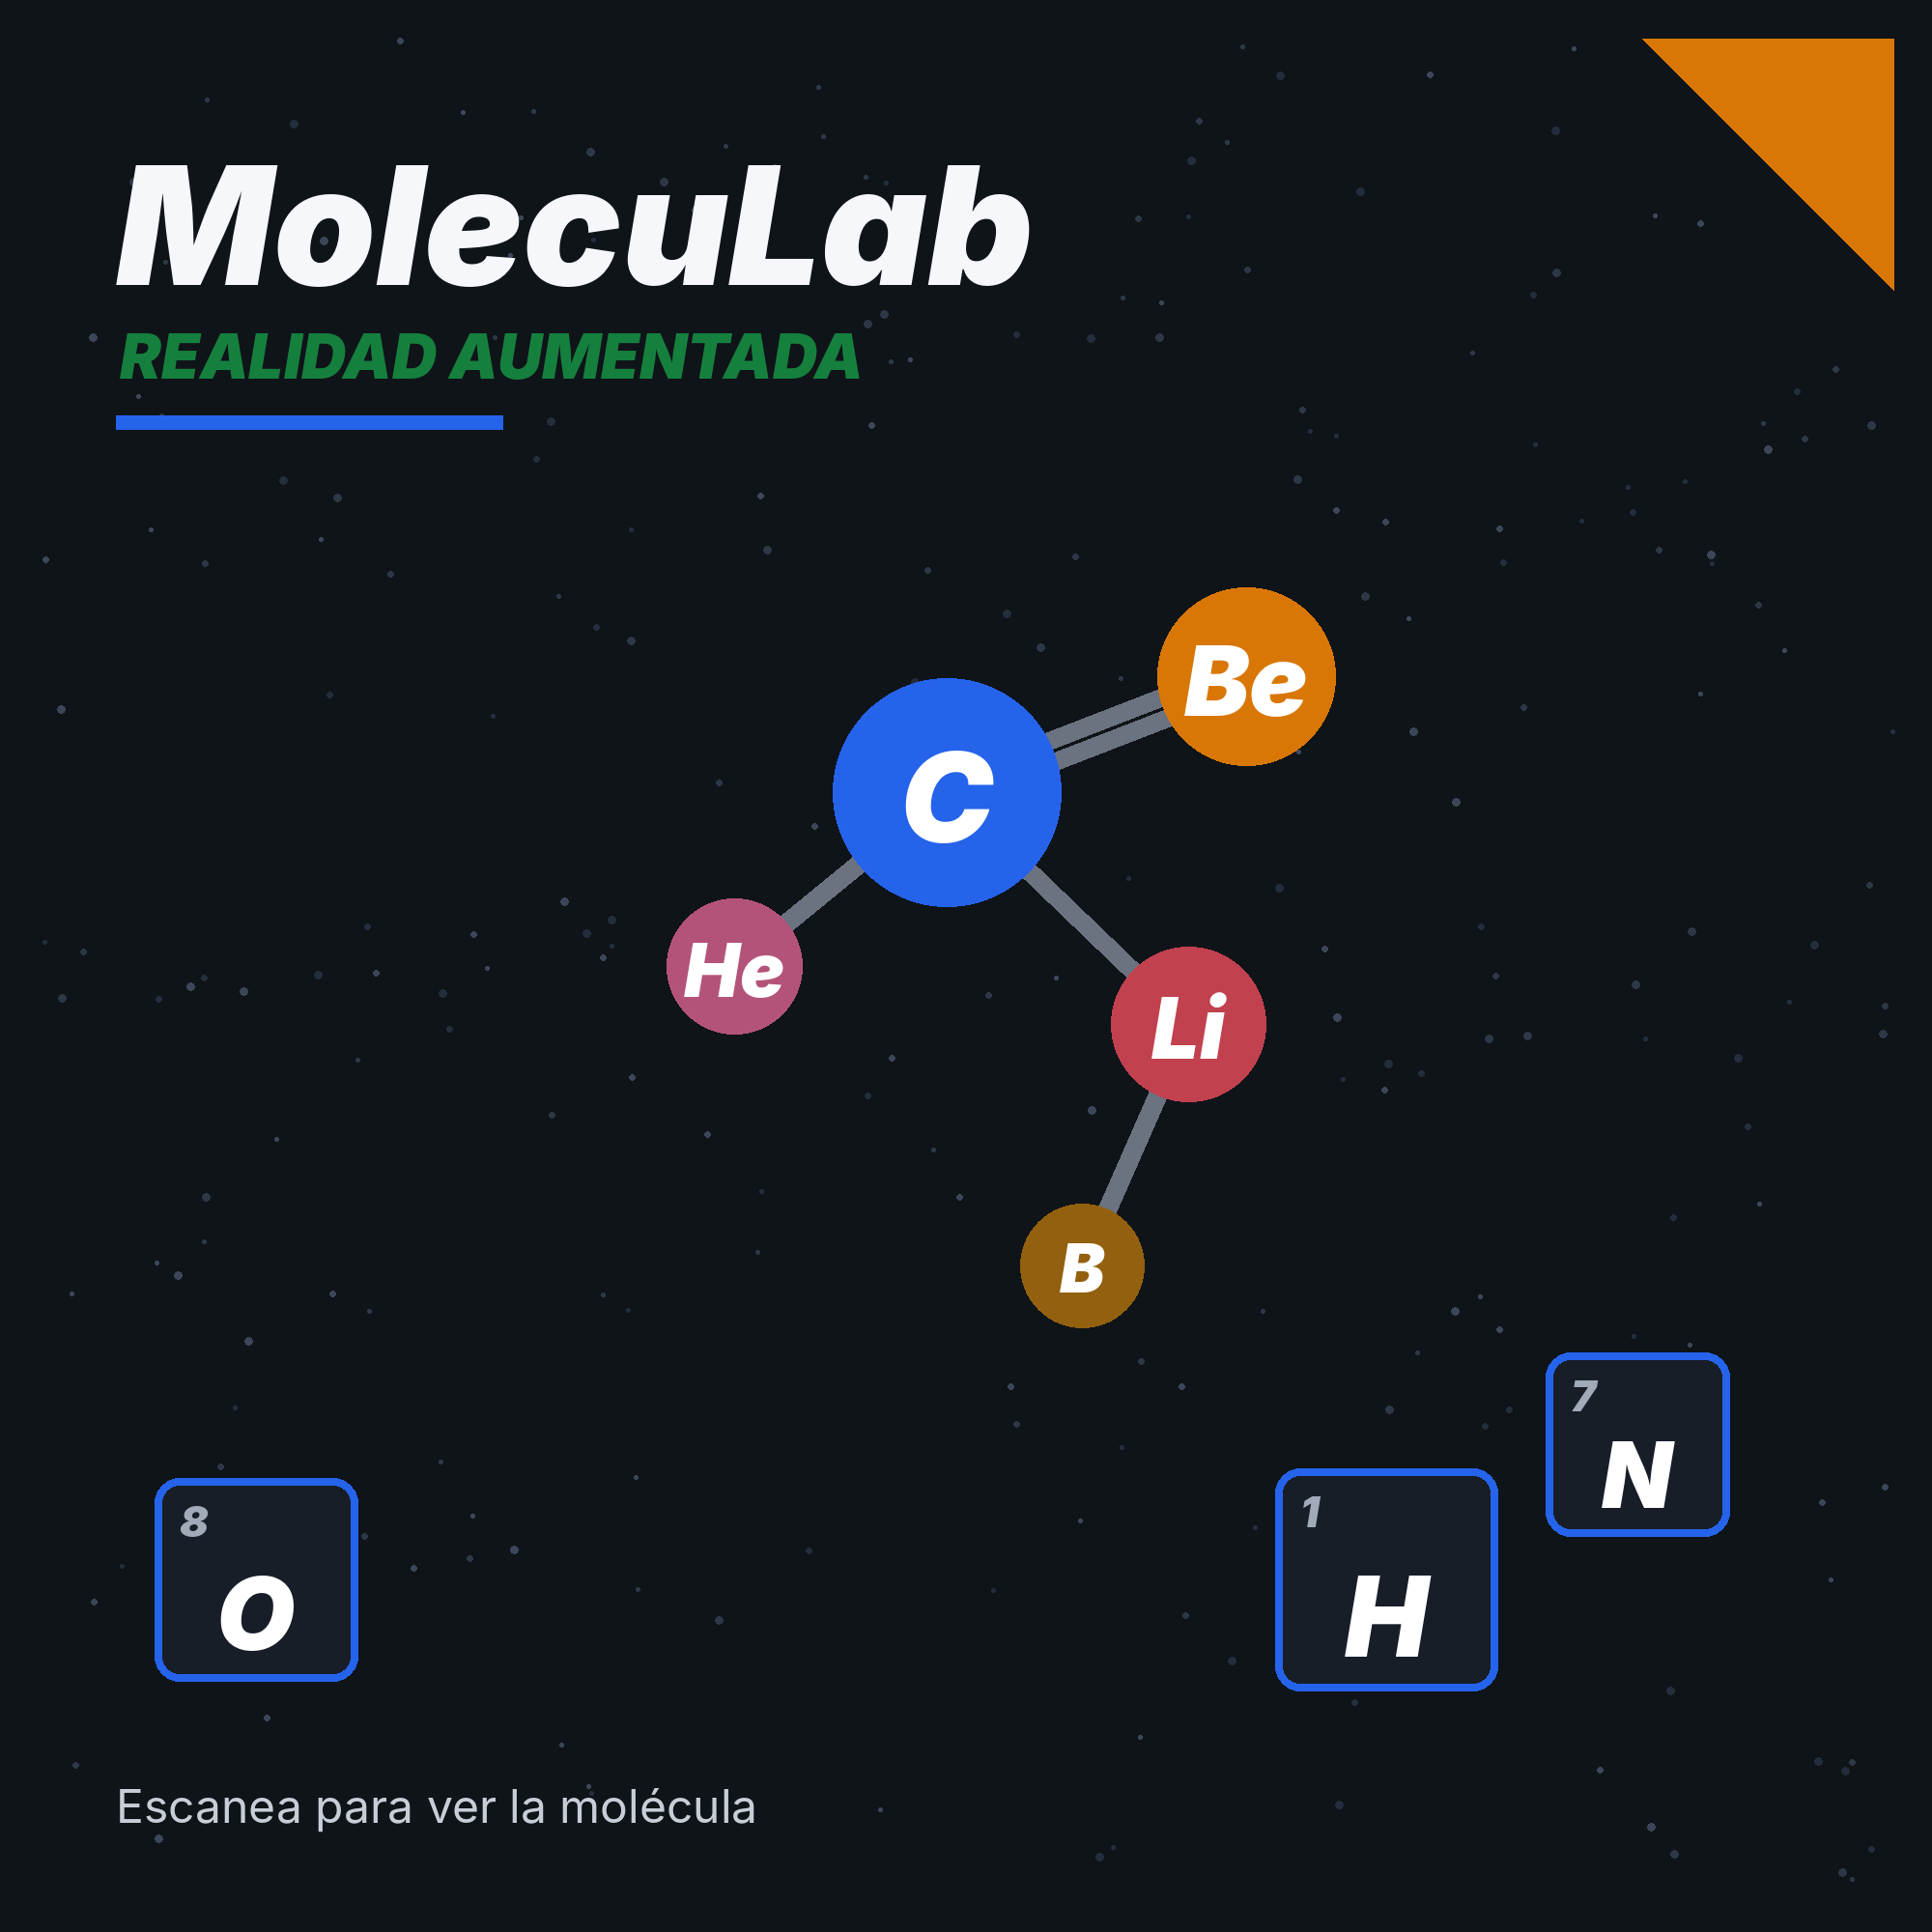 MolecuLab
REALIDAD AUMENTADA
Be
C
He
Li
B
7
N
1
H
8
O
Escanea para ver la molécula